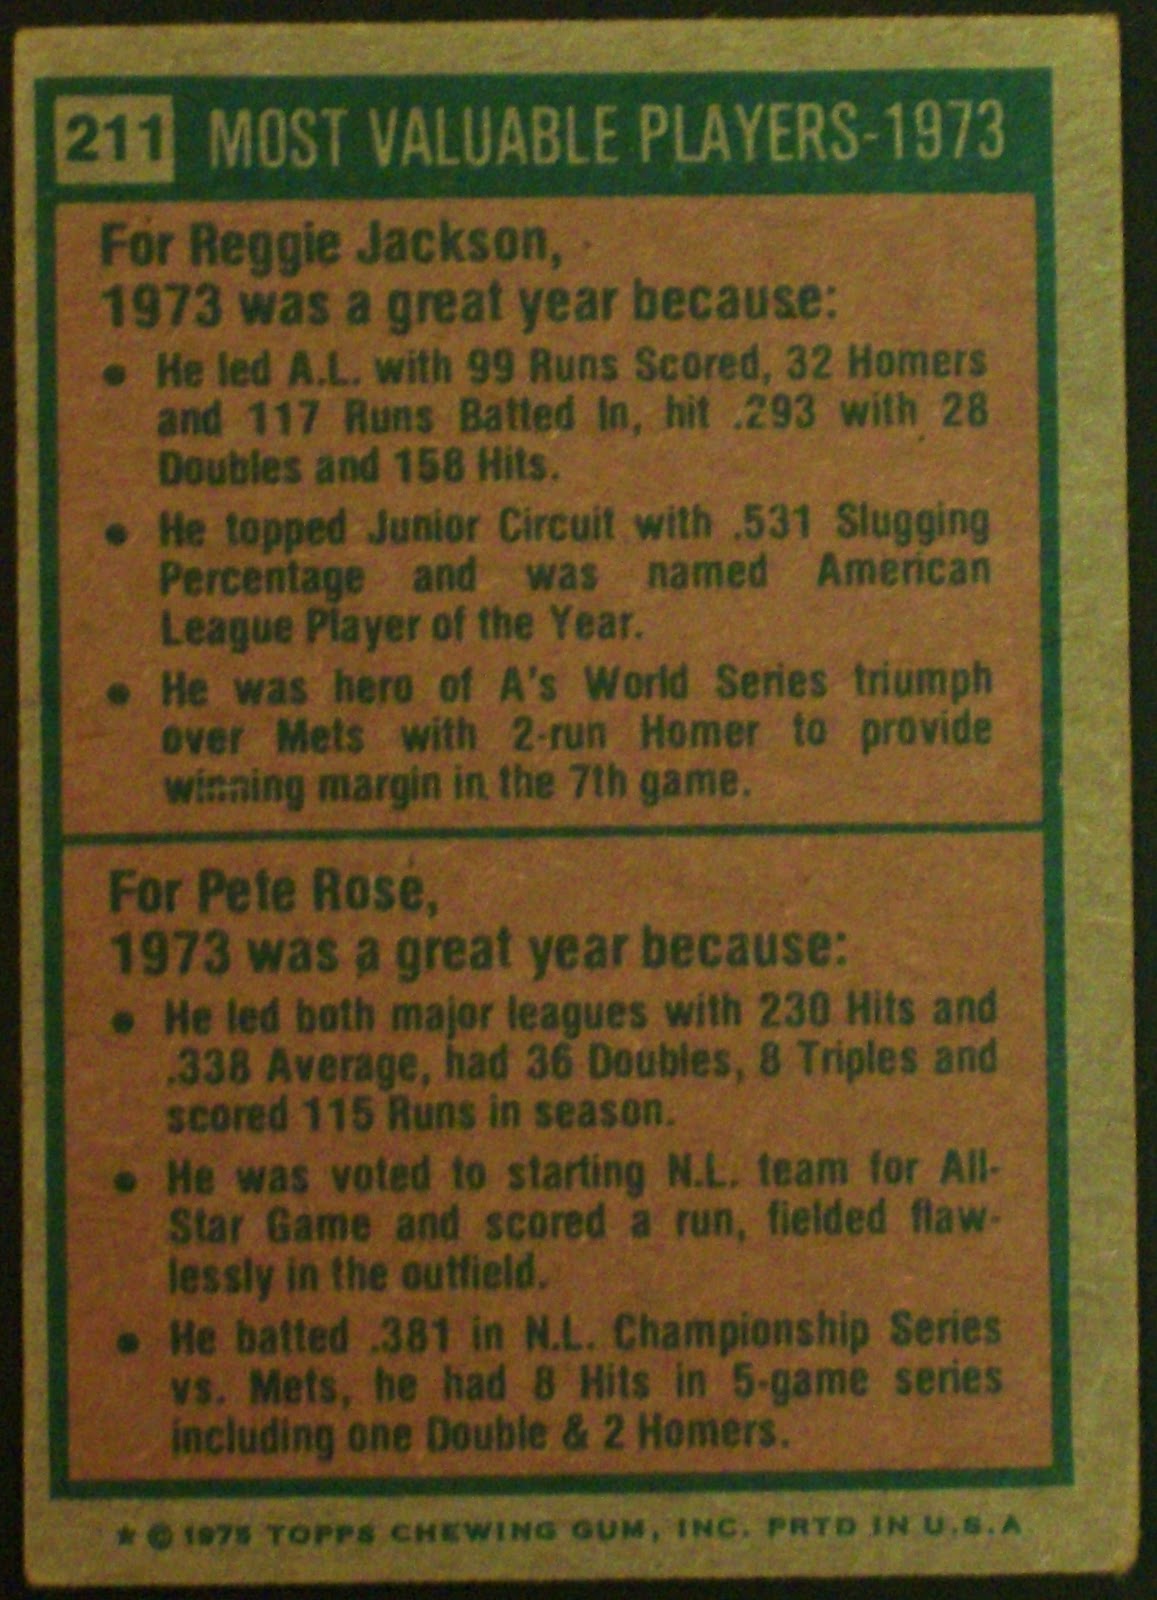 211 MOST VALUABLE PLAYERS-1973
For Reggie Jackson,
1973 was a great year because:
• He led A.L. with 99 Runs Scored, 32 Homers
and 117 Runs Batted In, hit .293 with 28
Doubles and 158 Hits.
• He topped Junior Circuit with .531 Slugging
Percentage and was named American
League Player of the Year.
• He was hero of A's World Series triumph
over Mets with 2-run Homer to provide
winning margin in the 7th game.
For Pete Rose,
1973 was a great year because:
• He led both major leagues with 230 Hits and
.338 Average, had 36 Doubles, 8 Triples and
scored 115 Runs in season.
• He was voted to starting N.L. team for All-
Star Game and scored a run, fielded flaw-
lessly in the outfield.
• He batted .381 in N.L. Championship Series
vs. Mets, he had 8 Hits in 5-game series
including one Double & 2 Homers.
★ © 1975 TOPPS CHEWING GUM, INC. PRTD IN U.S.A